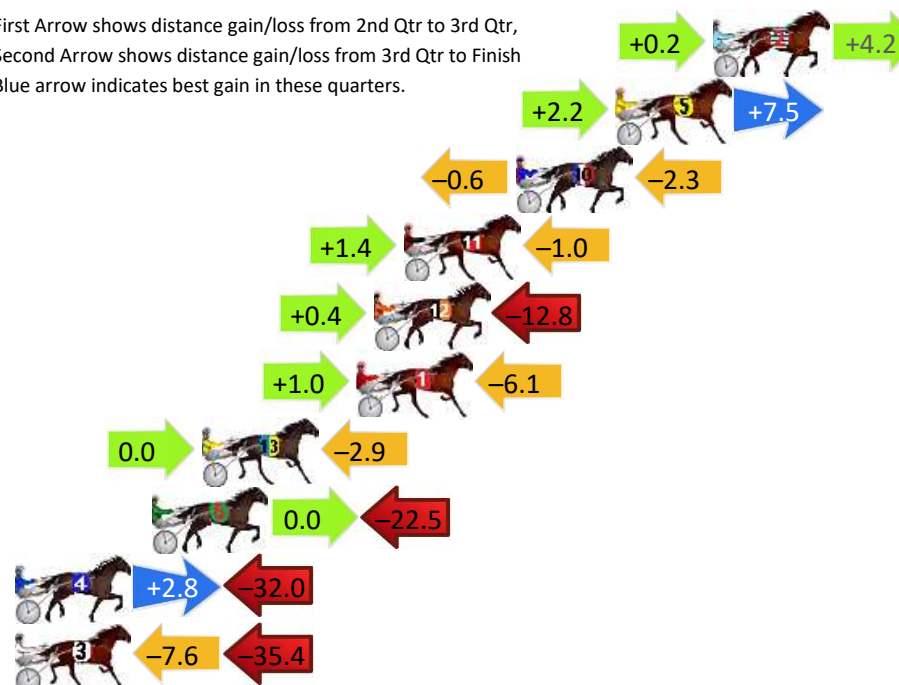 First Arrow shows distance gain/loss from 2nd Qtr to 3rd Qtr,
Second Arrow shows distance gain/loss from 3rd Qtr to Finish
Blue arrow indicates best gain in these quarters.
+0.2 2 +4.2
+2.2 5 +7.5
−0.6 10 −2.3
+1.4 11 −1.0
+0.4 12 −12.8
+1.0 1 −6.1
0.0 13 −2.9
6 0.0 −22.5
4 +2.8 −32.0
3 −7.6 −35.4